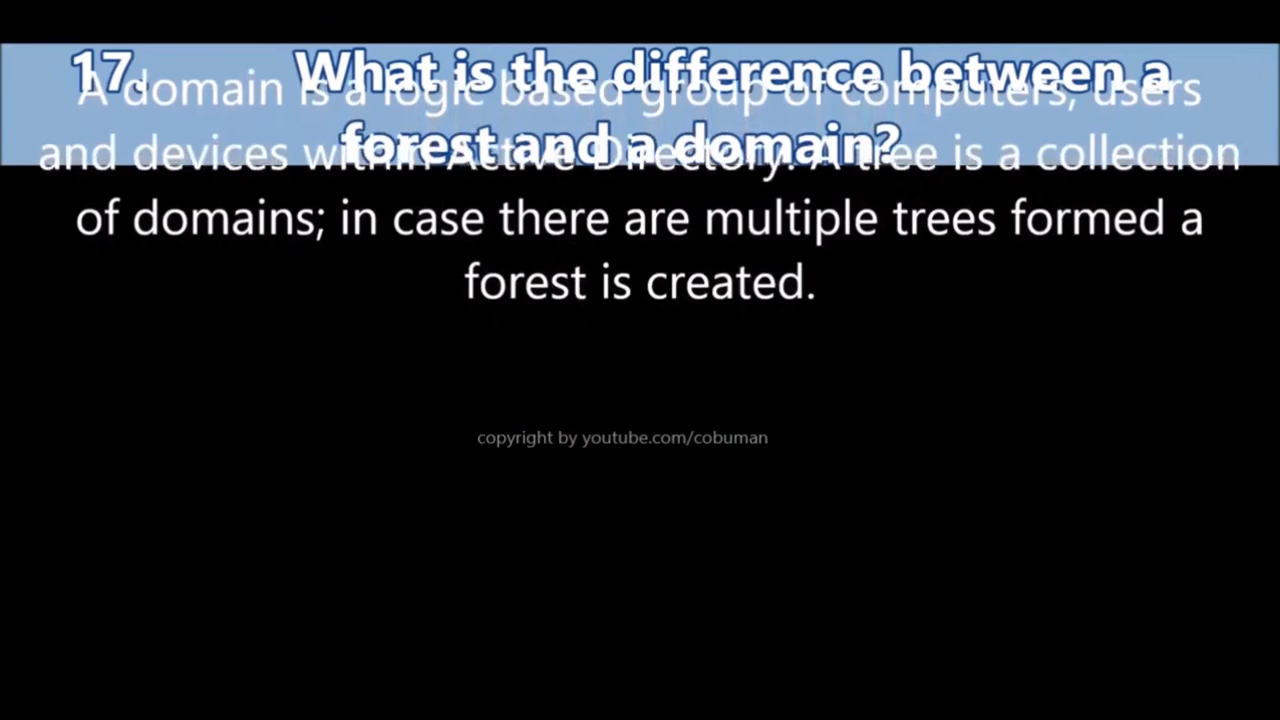 17. What is the difference between a
forest and a domain?
A domain is a logic based group of computers, users
and devices within Active Directory. A tree is a collection
of domains; in case there are multiple trees formed a
forest is created.
copyright by youtube.com/cobuman